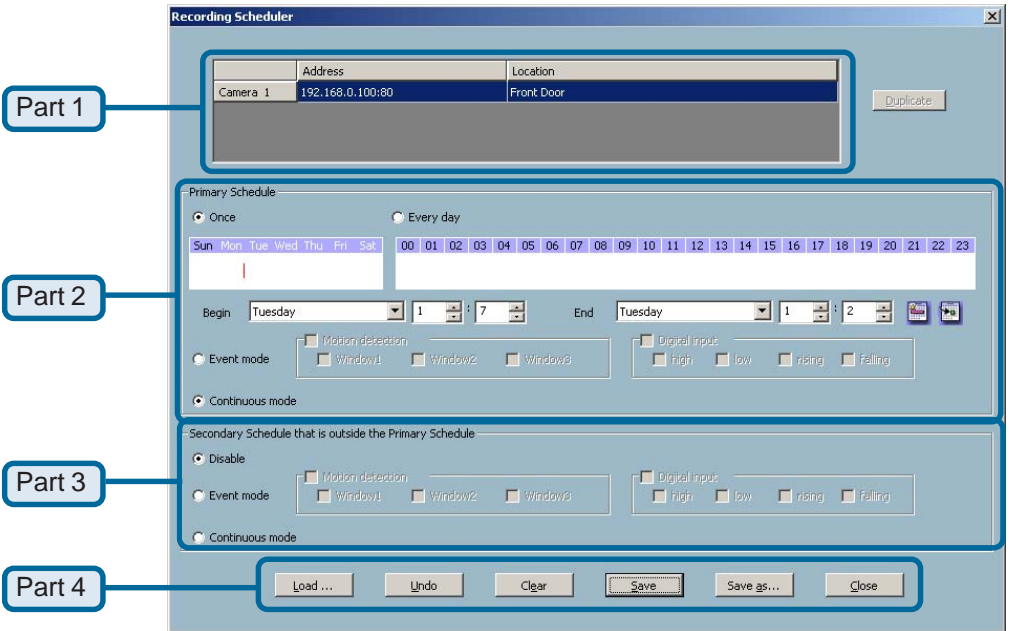 Recording Scheduler
Part 1
Address Location
Camera 1 192.168.0.100:80 Front Door
Duplicate
Part 2
Primary Schedule
Once Every day
Sun Mon Tue Wed Thu Fri Sat 00 01 02 03 04 05 06 07 08 09 10 11 12 13 14 15 16 17 18 19 20 21 22 23
Begin Tuesday 1 : 7 End Tuesday 1 : 2
Motion detection Digital input
Event mode Window1 Window2 Window3 high low rising falling
Continuous mode
Part 3
Secondary Schedule that is outside the Primary Schedule
Disable
Motion detection Digital input
Event mode Window1 Window2 Window3 high low rising falling
Continuous mode
Part 4
Load ... Undo Clear Save Save as... Close